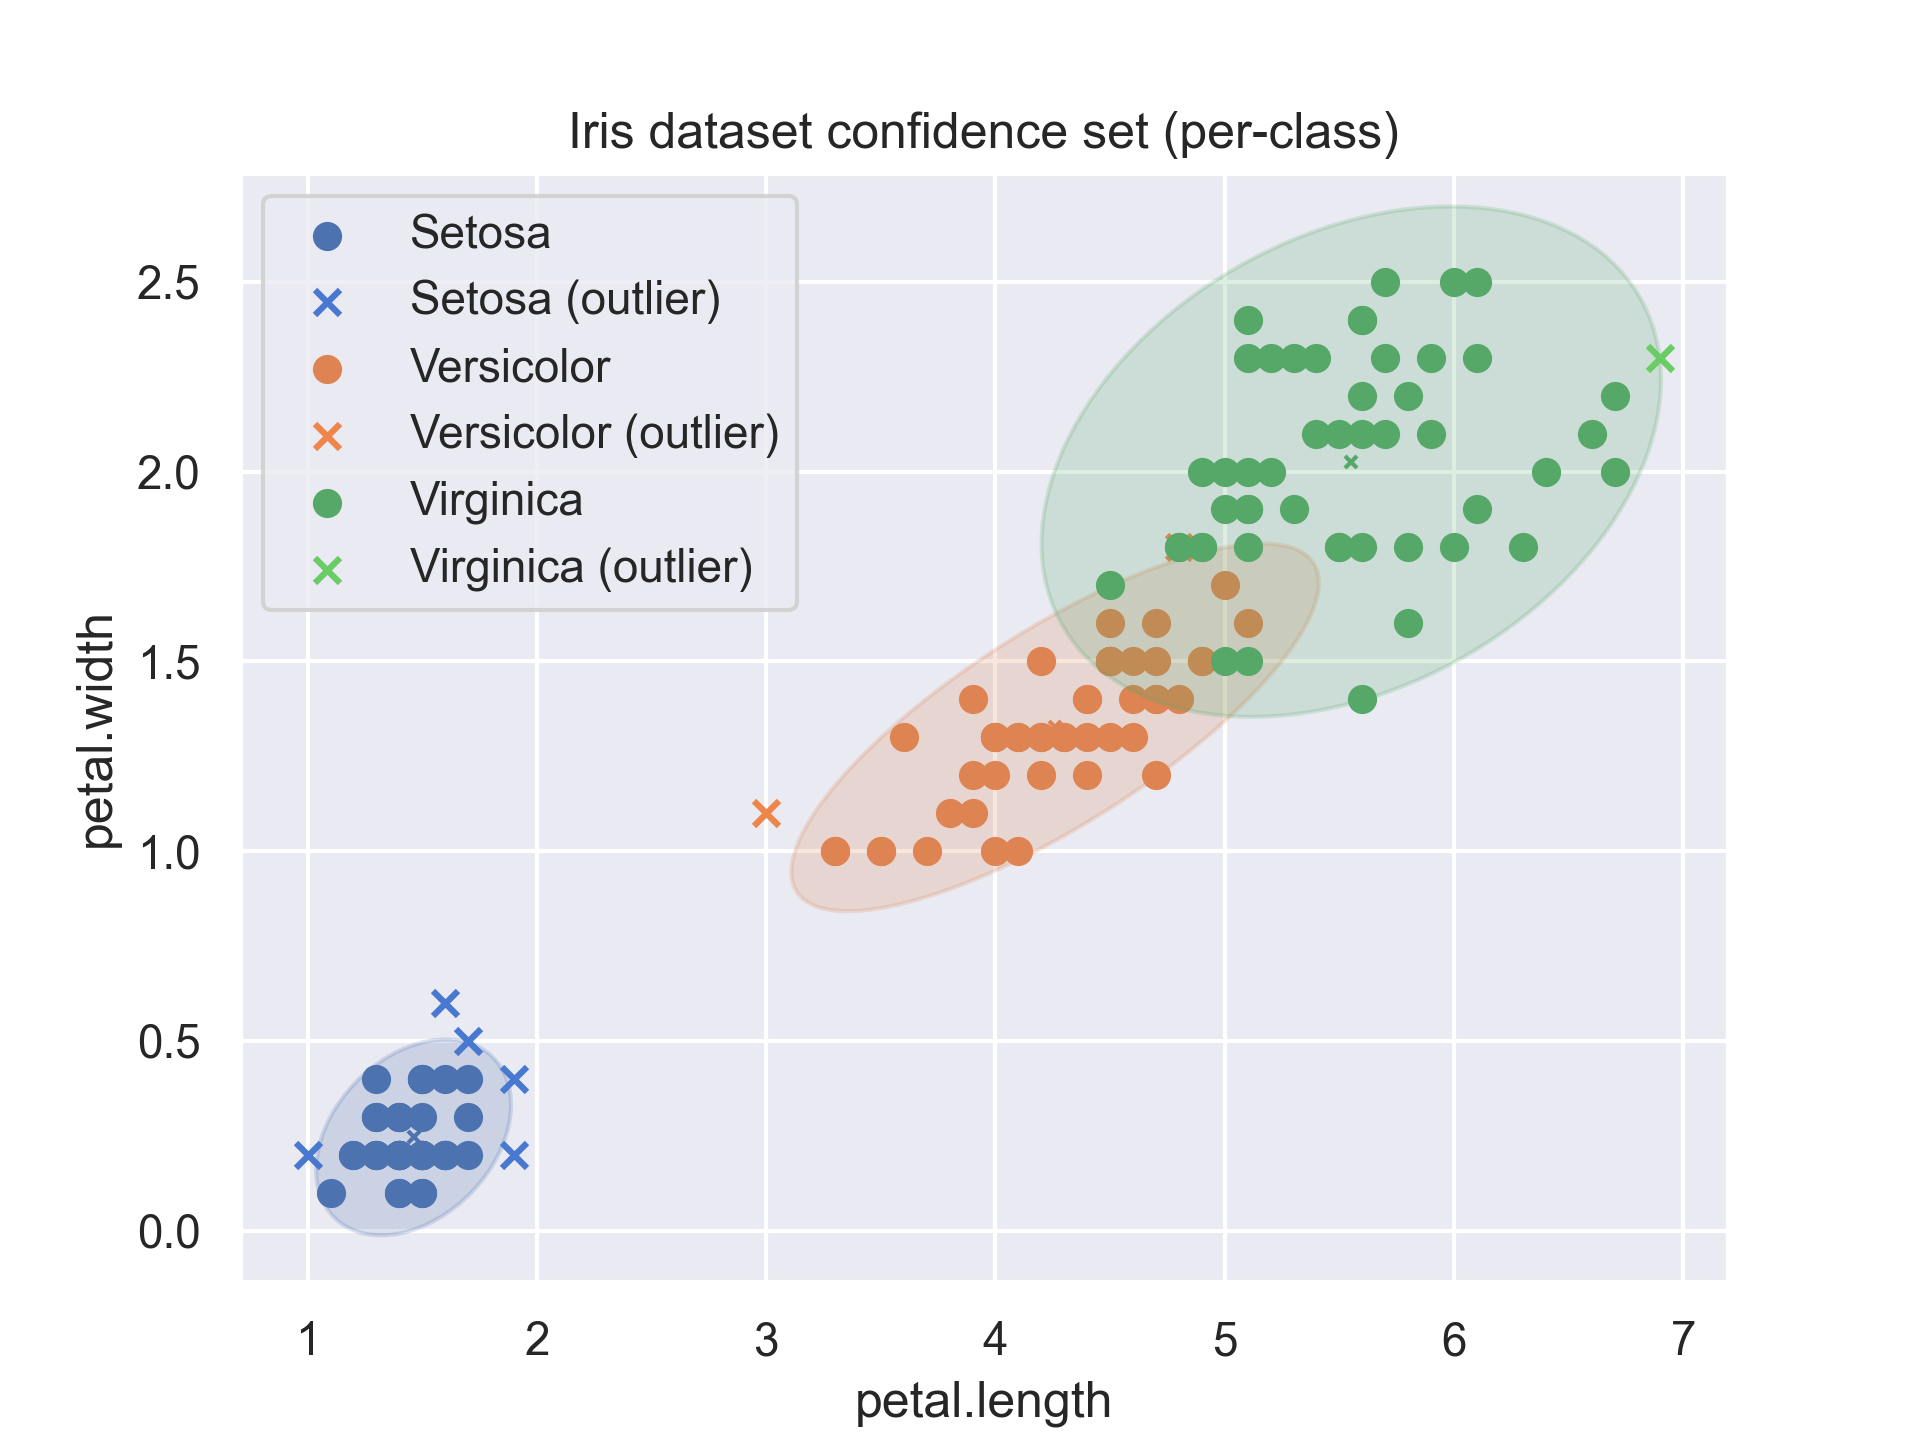 Iris dataset confidence set (per-class)
Setosa
Setosa (outlier)
Versicolor
Versicolor (outlier)
Virginica
Virginica (outlier)
2.5
2.0
1.5
1.0
0.5
0.0
petal.width
1 2 3 4 5 6 7
petal.length